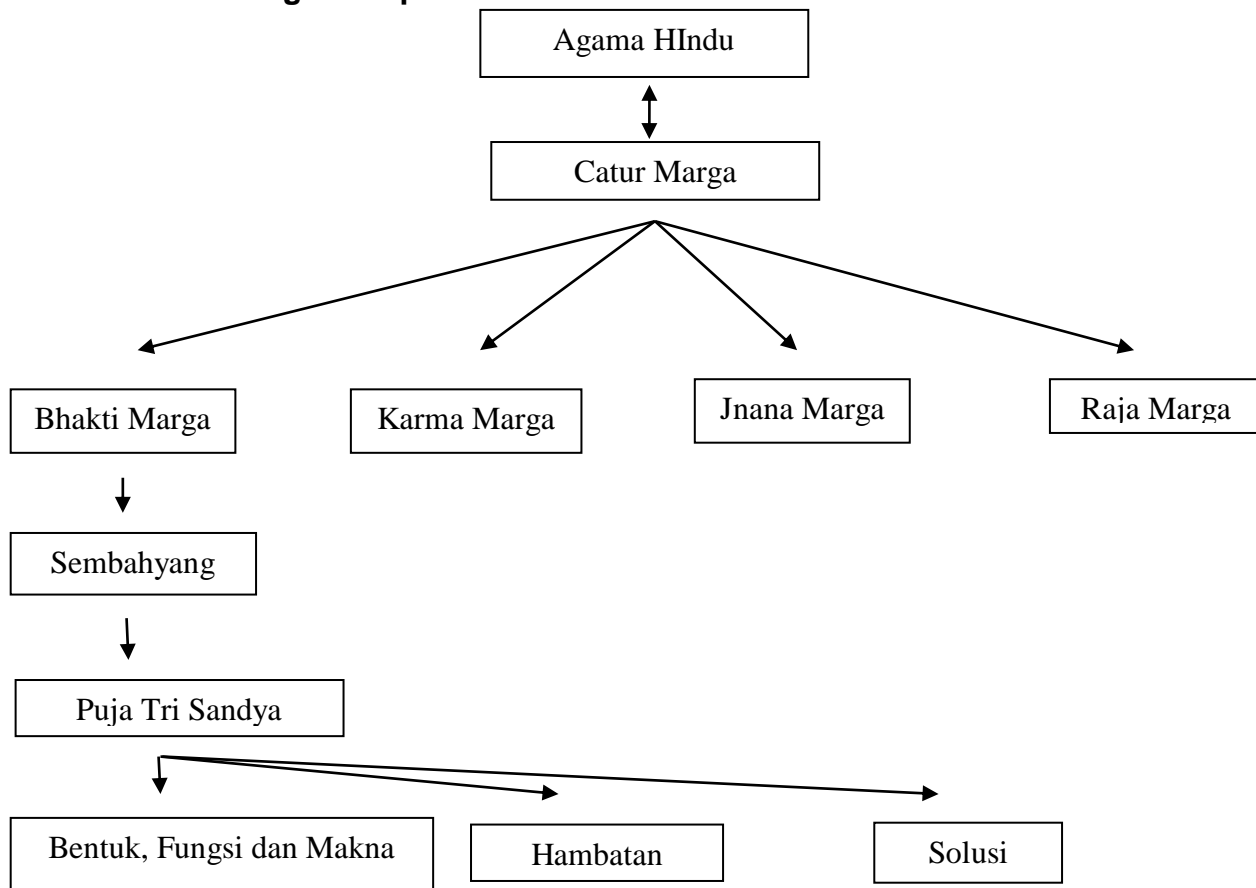 Agama HIndu
Catur Marga
Bhakti Marga
Karma Marga
Jnana Marga
Raja Marga
Sembahyang
Puja Tri Sandya
Bentuk, Fungsi dan Makna
Hambatan
Solusi